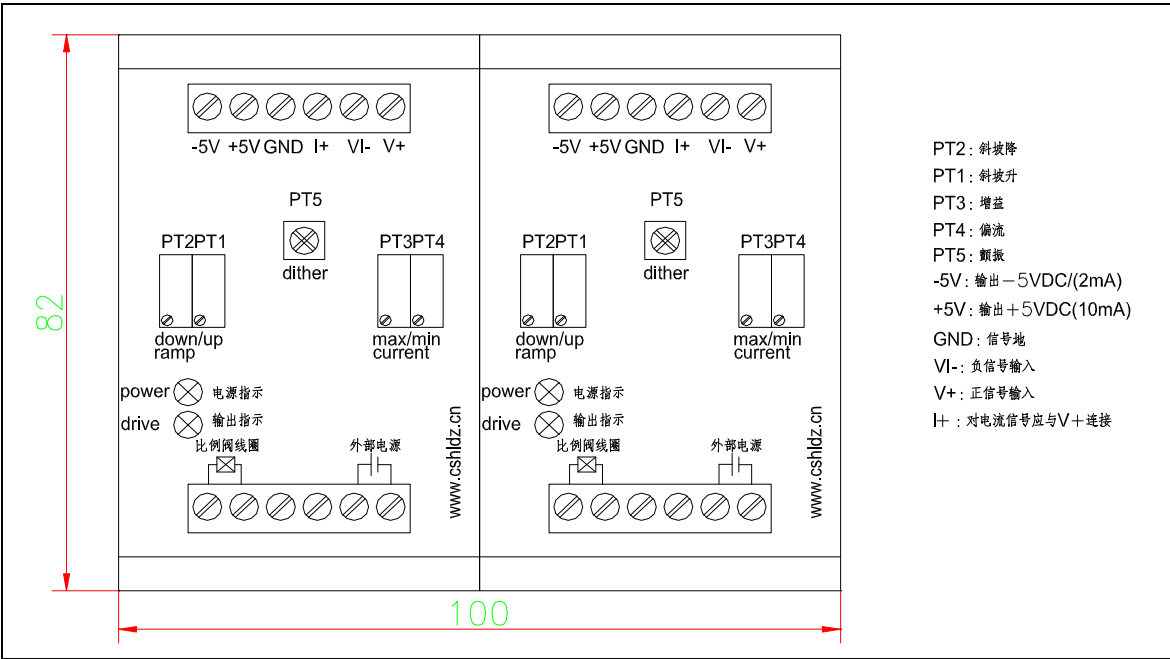 -5V +5V GND I+ VI- V+
PT5
PT2PT1
PT3PT4
dither
down/up
ramp
max/min
current
power 电源指示
drive 输出指示
比例阀线圈
外部电源
www.cshldz.cn
-5V +5V GND I+ VI- V+
PT5
PT2PT1
PT3PT4
dither
down/up
ramp
max/min
current
power 电源指示
drive 输出指示
比例阀线圈
外部电源
www.cshldz.cn
PT2: 斜坡降
PT1: 斜坡升
PT3: 增益
PT4: 偏流
PT5: 颤振
-5V: 输出－5VDC/(2mA)
+5V: 输出＋5VDC(10mA)
GND: 信号地
VI-: 负信号输入
V+: 正信号输入
I+: 对电流信号应与V＋连接
82
100